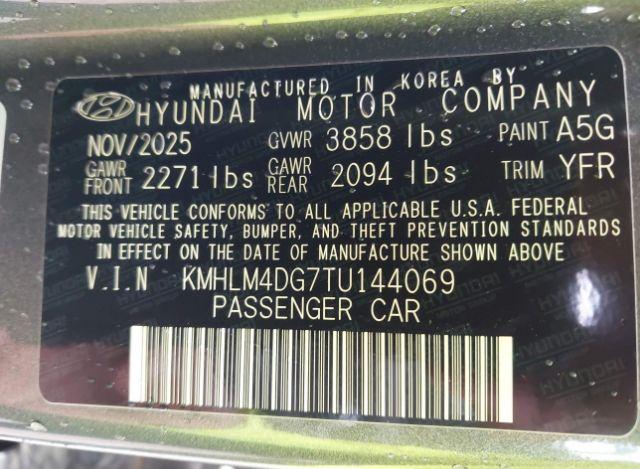 MANUFACTURED IN KOREA BY
HYUNDAI MOTOR COMPANY
NOV/2025 GVWR 3858 lbs PAINT A5G
GAWR FRONT 2271 lbs GAWR REAR 2094 lbs TRIM YFR
THIS VEHICLE CONFORMS TO ALL APPLICABLE U.S.A. FEDERAL
MOTOR VEHICLE SAFETY, BUMPER, AND THEFT PREVENTION STANDARDS
IN EFFECT ON THE DATE OF MANUFACTURE SHOWN ABOVE
V.I.N KMHLM4DG7TU144069
PASSENGER CAR